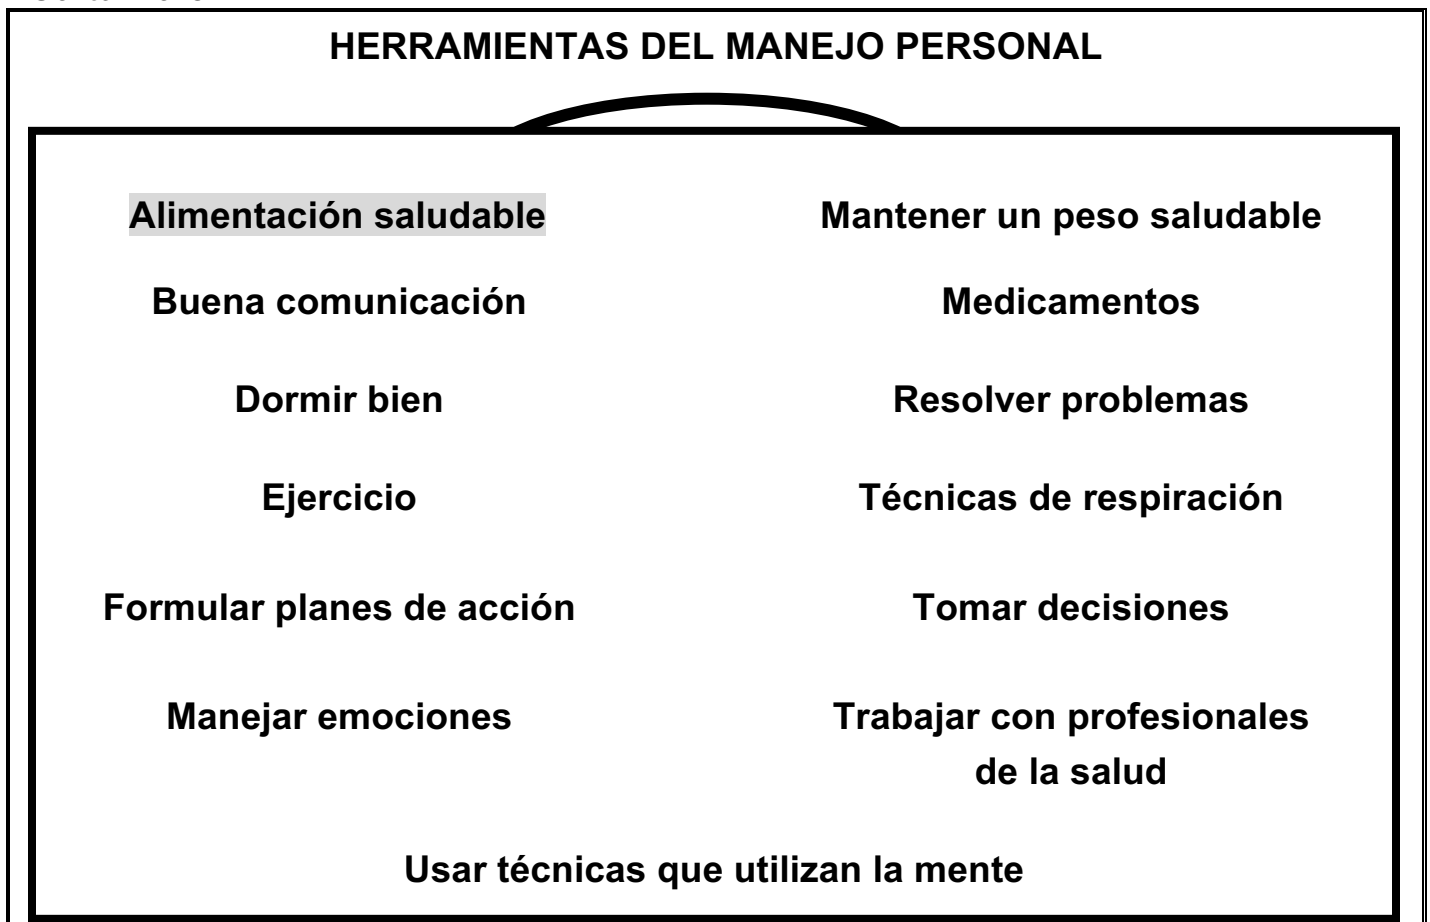 HERRAMIENTAS DEL MANEJO PERSONAL
Alimentación saludable
Mantener un peso saludable
Buena comunicación
Medicamentos
Dormir bien
Resolver problemas
Ejercicio
Técnicas de respiración
Formular planes de acción
Tomar decisiones
Manejar emociones
Trabajar con profesionales
de la salud
Usar técnicas que utilizan la mente